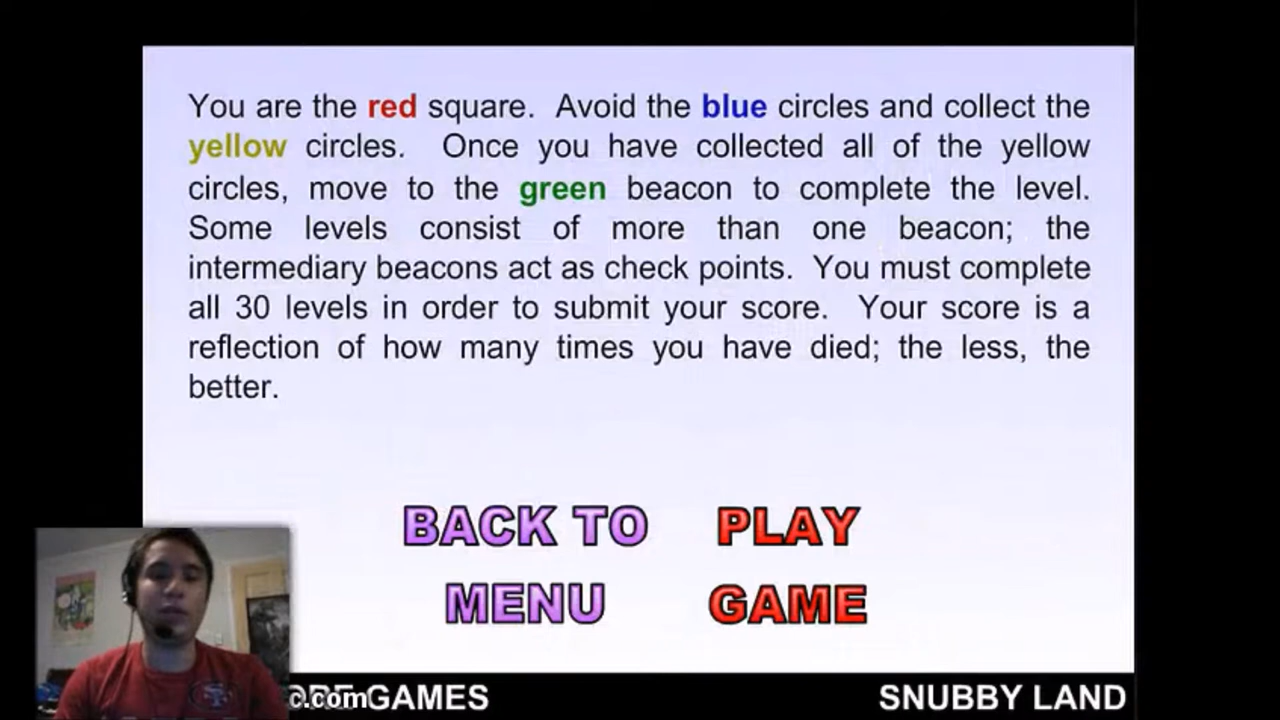 You are the red square. Avoid the blue circles and collect the
yellow circles. Once you have collected all of the yellow
circles, move to the green beacon to complete the level.
Some levels consist of more than one beacon; the
intermediary beacons act as check points. You must complete
all 30 levels in order to submit your score. Your score is a
reflection of how many times you have died; the less, the
better.
BACK TO
MENU
PLAY
GAME
c.com GAMES
SNUBBY LAND